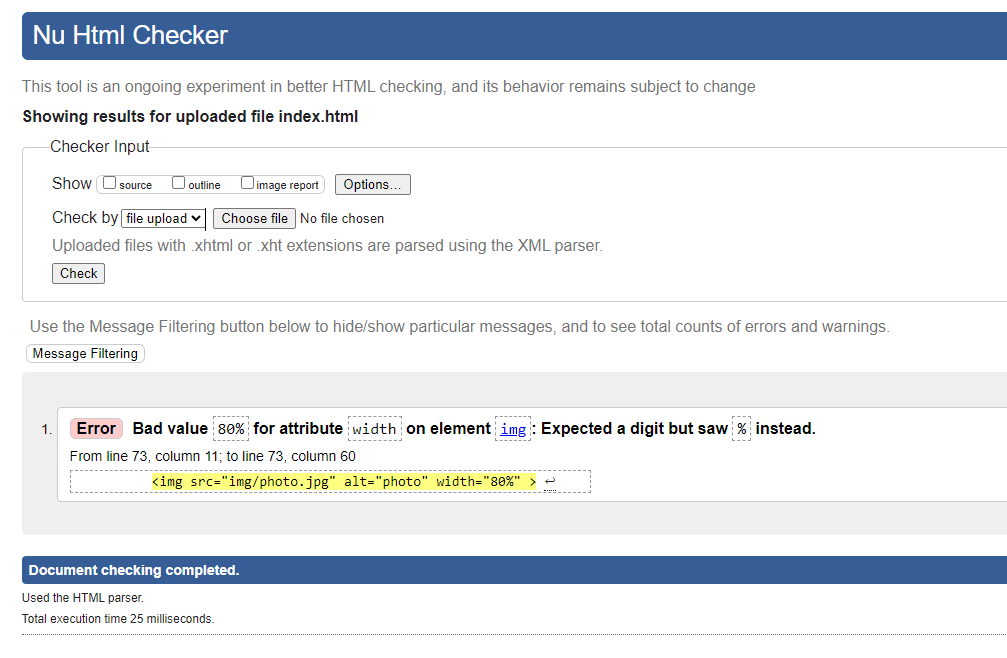 Nu Html Checker
This tool is an ongoing experiment in better HTML checking, and its behavior remains subject to change
Showing results for uploaded file index.html
Checker Input
Show source outline image report Options...
Check by file upload Choose file No file chosen
Uploaded files with .xhtml or .xht extensions are parsed using the XML parser.
Check
Use the Message Filtering button below to hide/show particular messages, and to see total counts of errors and warnings.
Message Filtering
1. Error Bad value 80% for attribute width on element img: Expected a digit but saw % instead.
From line 73, column 11; to line 73, column 60
<img src="img/photo.jpg" alt="photo" width="80%" > ↩
Document checking completed.
Used the HTML parser.
Total execution time 25 milliseconds.